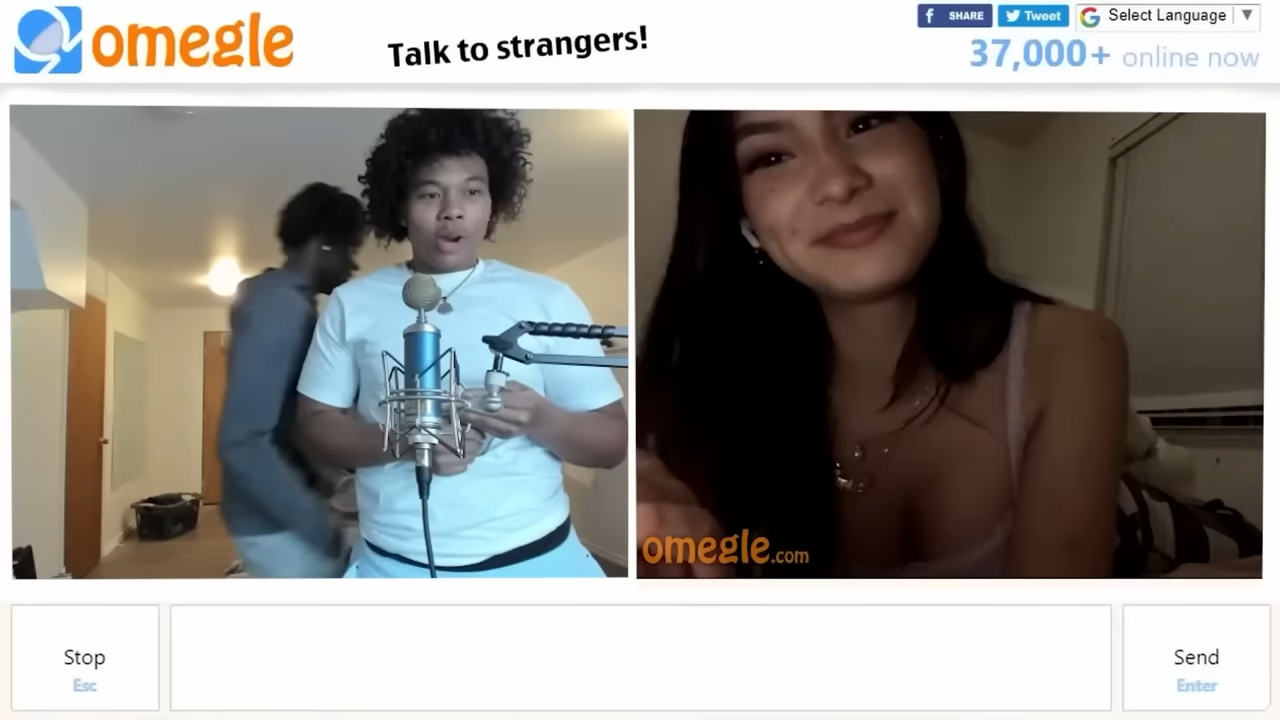 omegle
Talk to strangers!
f SHARE
Tweet
G Select Language ▼
37,000+ online now
omegle.com
Stop
Esc
Send
Enter